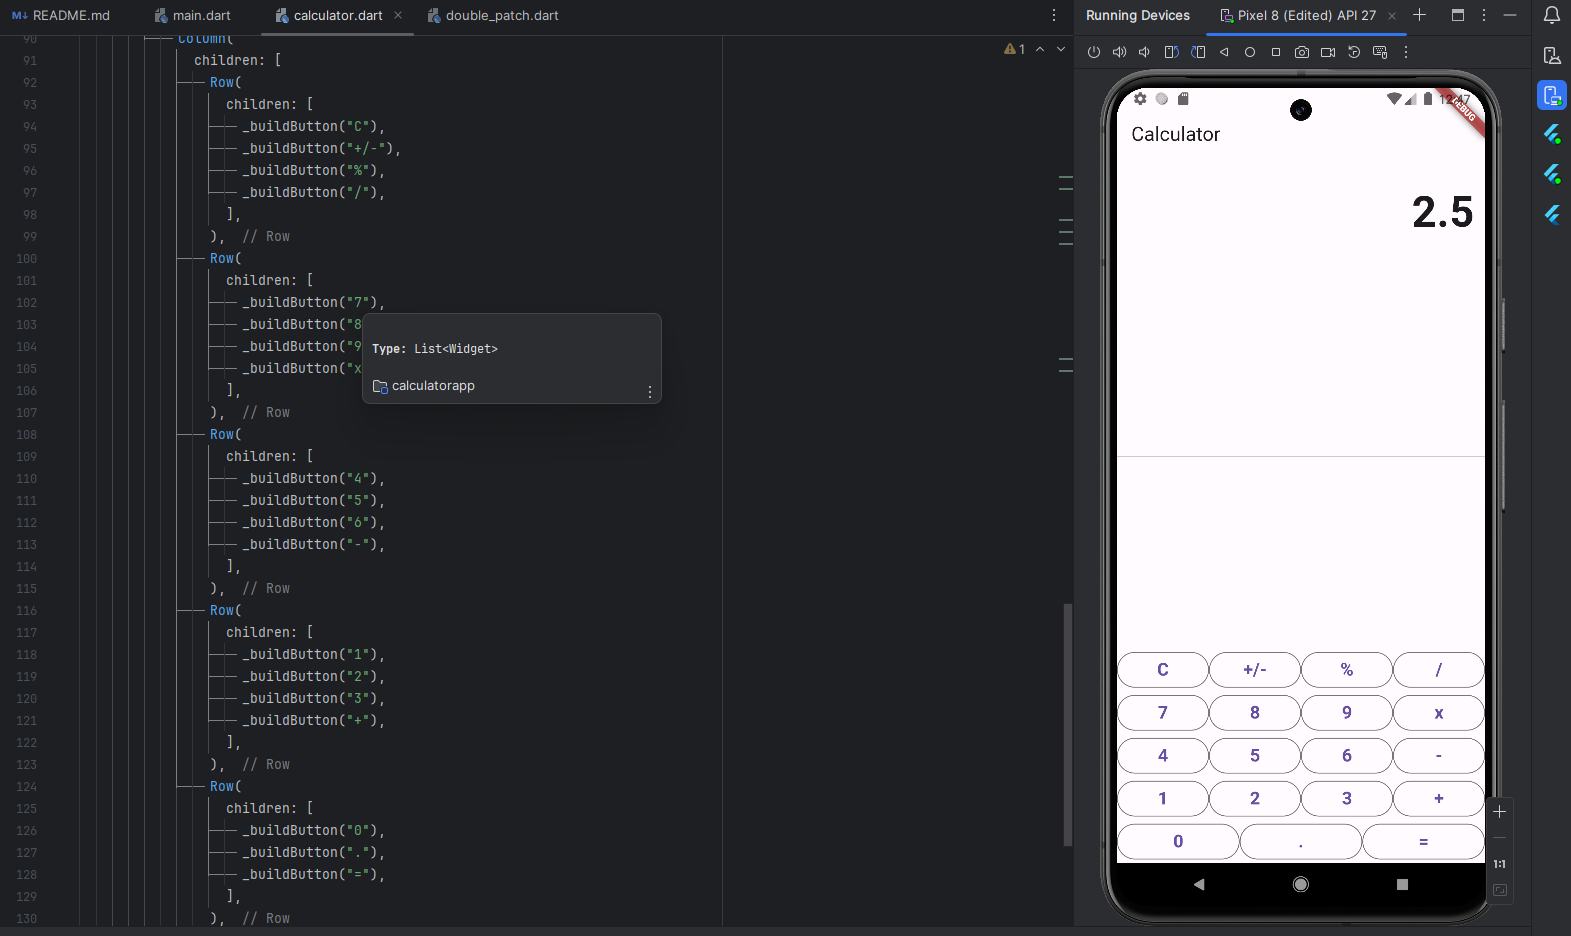 M↓ README.md
main.dart
calculator.dart
double_patch.dart
Running Devices
Pixel 8 (Edited) API 27
1
90 Column(
91 children: [
92 Row(
93 children: [
94 _buildButton("C"),
95 _buildButton("+/-"),
96 _buildButton("%"),
97 _buildButton("/"),
98 ],
99 ), // Row
100 Row(
101 children: [
102 _buildButton("7"),
103 _buildButton("8
104 _buildButton("9
105 _buildButton("x
106 ],
107 ), // Row
108 Row(
109 children: [
110 _buildButton("4"),
111 _buildButton("5"),
112 _buildButton("6"),
113 _buildButton("-"),
114 ],
115 ), // Row
116 Row(
117 children: [
118 _buildButton("1"),
119 _buildButton("2"),
120 _buildButton("3"),
121 _buildButton("+"),
122 ],
123 ), // Row
124 Row(
125 children: [
126 _buildButton("0"),
127 _buildButton("."),
128 _buildButton("="),
129 ],
130 ), // Row
Type: List<Widget>
calculatorapp
12:47
DEBUG
Calculator
2.5
C +/- % /
7 8 9 x
4 5 6 -
1 2 3 +
0 . =
1:1